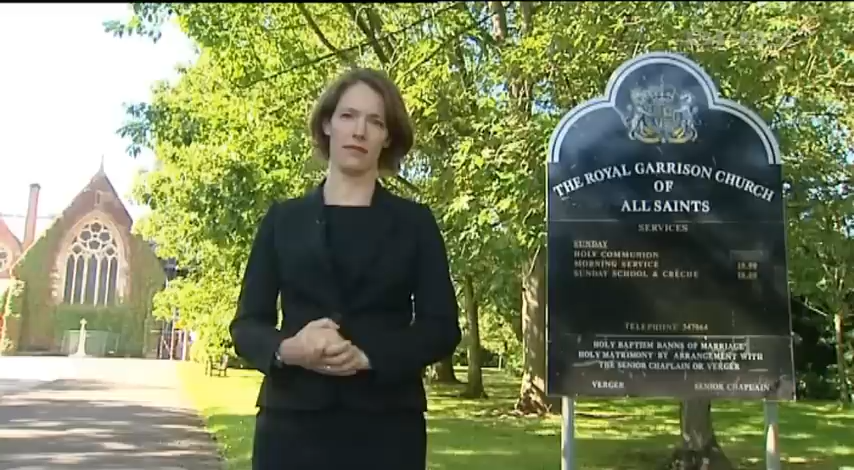 THE ROYAL GARRISON CHURCH
OF
ALL SAINTS
SERVICES
SUNDAY
HOLY COMMUNION
MORNING SERVICE
SUNDAY SCHOOL & CRÈCHE
TELEPHONE 347064
HOLY BAPTISM BANNS OF MARRIAGE
HOLY MATRIMONY BY ARRANGEMENT WITH
THE SENIOR CHAPLAIN OR VERGER
VERGER
SENIOR CHAPLAIN